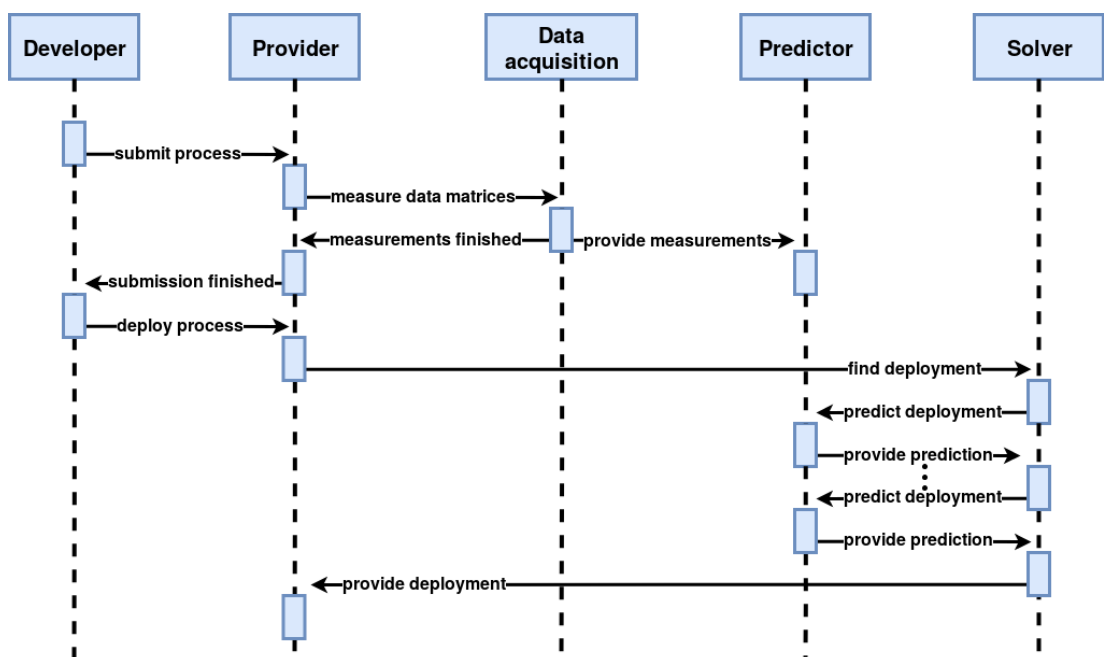 Developer
Provider
Data
acquisition
Predictor
Solver
submit process
measure data matrices
measurements finished
provide measurements
submission finished
deploy process
find deployment
predict deployment
provide prediction
predict deployment
provide prediction
provide deployment